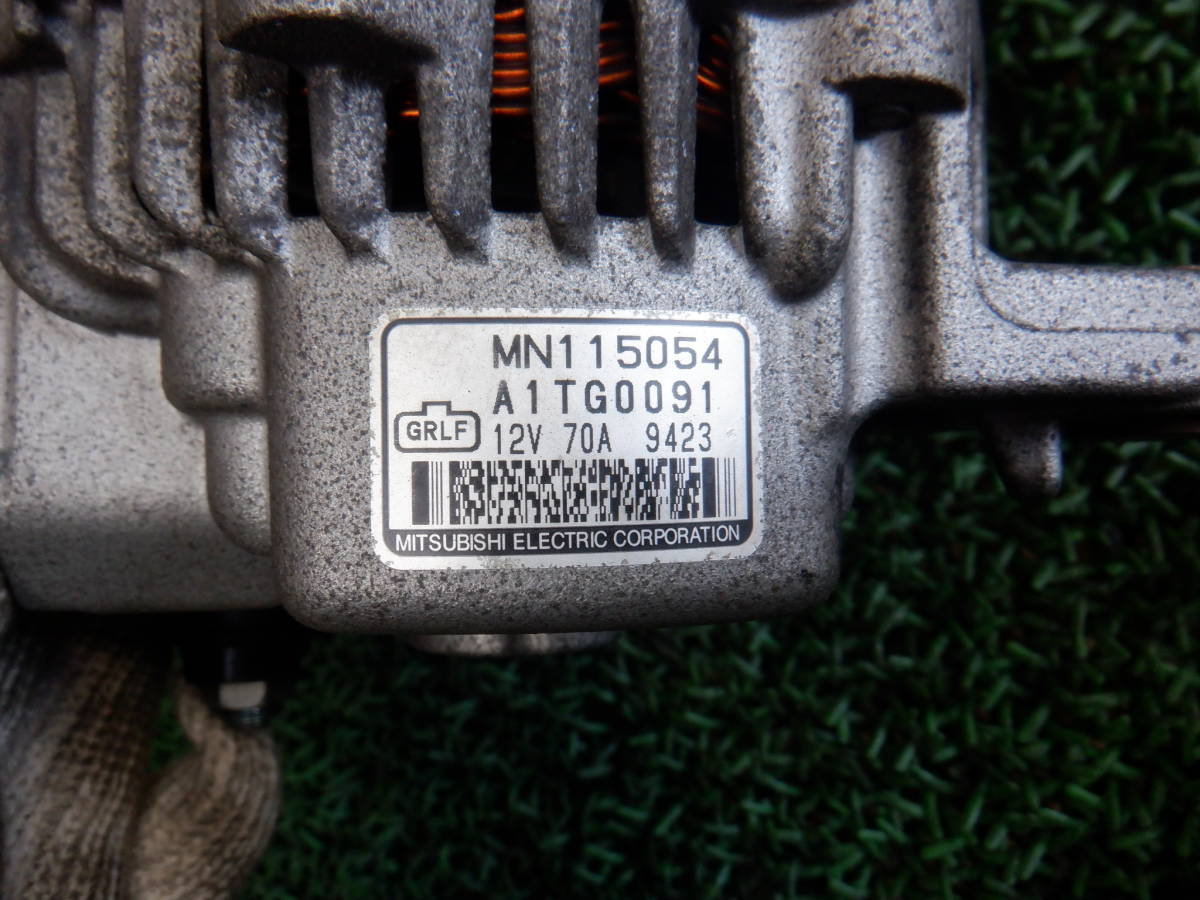 MN115054
A1TG0091
GRLF 12V 70A 9423
MITSUBISHI ELECTRIC CORPORATION